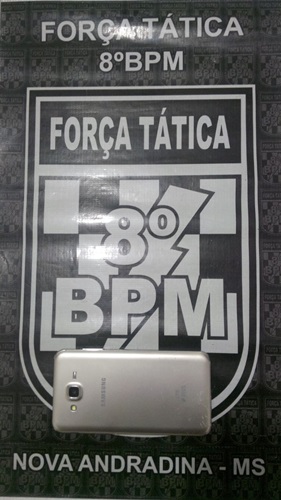 FORÇA TÁTICA
8ºBPM
FORÇA TÁTICA
8º
BPM
SAMSUNG
NOVA ANDRADINA - MS